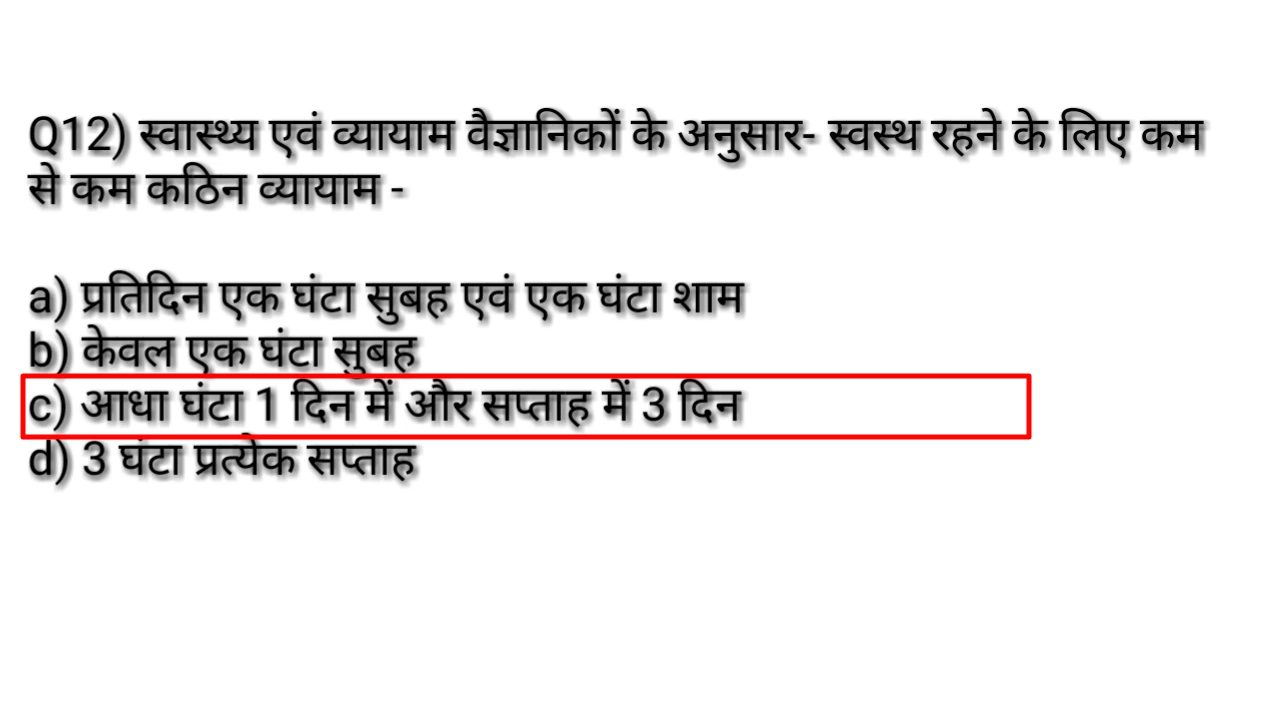 Q12) स्वास्थ्य एवं व्यायाम वैज्ञानिकों के अनुसार- स्वस्थ रहने के लिए कम
से कम कठिन व्यायाम -
a) प्रतिदिन एक घंटा सुबह एवं एक घंटा शाम
b) केवल एक घंटा सुबह
c) आधा घंटा 1 दिन में और सप्ताह में 3 दिन
d) 3 घंटा प्रत्येक सप्ताह